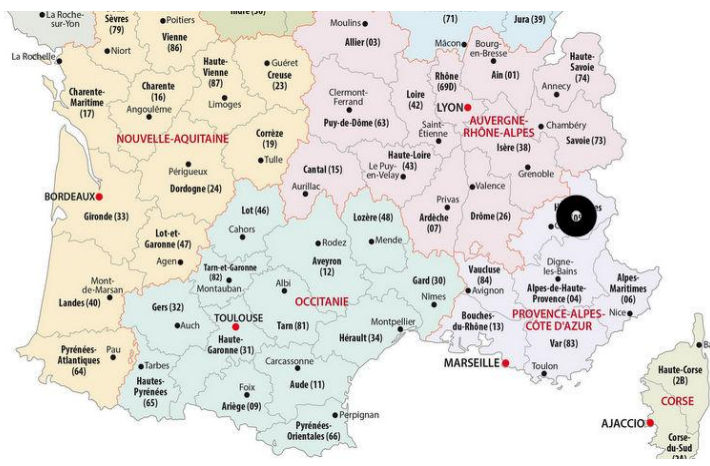 La Roche-
sur-Yon
Sèvres
(79)
Poitiers
Vienne
(86)
Moulins
Allier (03)
(71)
Jura (39)
Mâcon
Bourg-
en-Bresse
Ain (01)
Haute-
Savoie
(74)
Annecy
La Rochelle
Niort
Haute-
Vienne
(87)
Guéret
Creuse
(23)
Charente-
Maritime
(17)
Charente
(16)
Angoulême
Limoges
Clermont-
Ferrand
Puy-de-Dôme (63)
Loire
(42)
Rhône
(69D)
LYON
Saint-
Étienne
AUVERGNE-
RHÔNE-ALPES
Isère (38)
Chambéry
Savoie (73)
Grenoble
NOUVELLE-AQUITAINE
Corrèze
(19)
Tulle
Périgueux
Dordogne (24)
Cantal (15)
Aurillac
Haute-Loire
(43)
Le Puy-
en-Velay
Privas
Ardèche
(07)
Valence
Drôme (26)
BORDEAUX
Gironde (33)
Lot-et-
Garonne (47)
Agen
Lot (46)
Cahors
Lozère (48)
Mende
Rodez
Aveyron
(12)
Mont-
de-Marsan
Landes (40)
Tarn-et-Garonne
(82)
Montauban
Albi
OCCITANIE
Gard (30)
Nîmes
Vaucluse
(84)
Avignon
Digne-
les-Bains
Alpes-de-Haute-
Provence (04)
Alpes-
Maritimes
(06)
Nice
Gers (32)
Auch
TOULOUSE
Haute-
Garonne (31)
Tarn (81)
Hérault (34)
Montpellier
Bouches-
du-Rhône (13)
PROVENCE-ALPES-
CÔTE D'AZUR
Var (83)
MARSEILLE
Toulon
Pyrénées-
Atlantiques
(64)
Pau
Tarbes
Hautes-
Pyrénées
(65)
Foix
Ariège (09)
Carcassonne
Aude (11)
Perpignan
Pyrénées-
Orientales (66)
Haute-Corse
(2B)
CORSE
AJACCIO
Corse-
du-Sud